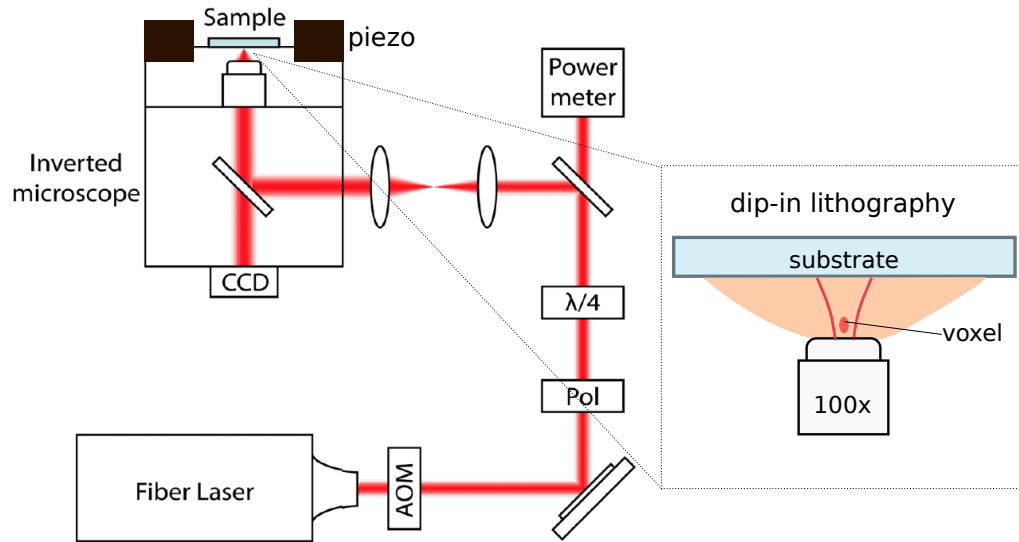 Sample
piezo
Power
meter
Inverted
microscope
dip-in lithography
substrate
CCD
λ/4
voxel
Pol
100x
Fiber Laser
AOM